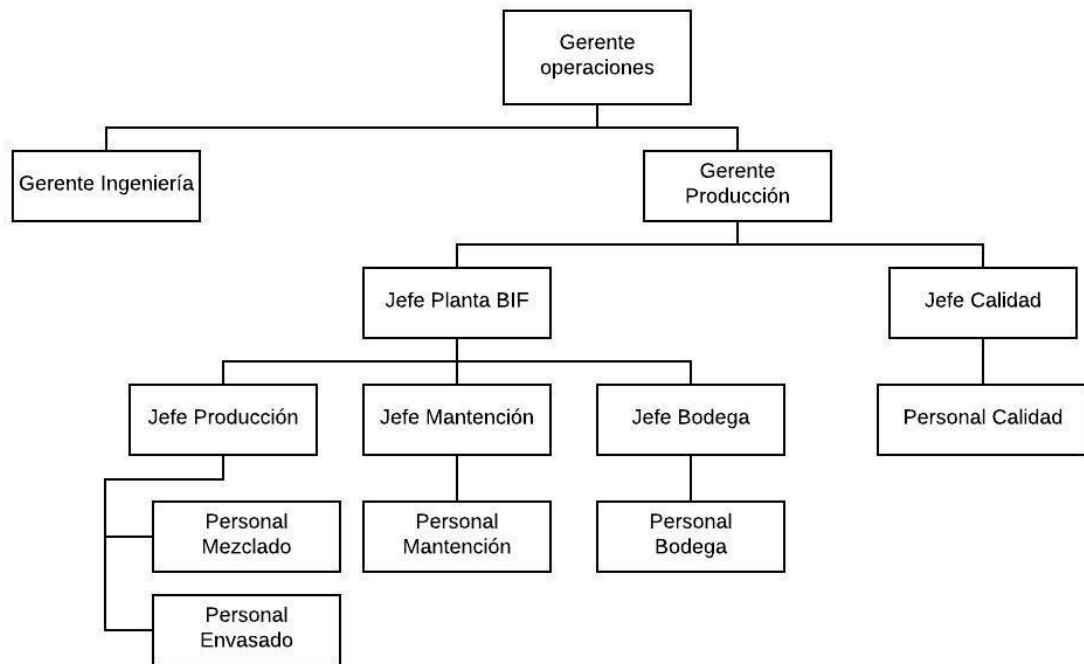 Gerente
operaciones
Gerente Ingeniería
Gerente
Producción
Jefe Planta BIF
Jefe Calidad
Jefe Producción
Jefe Mantención
Jefe Bodega
Personal Calidad
Personal
Mezclado
Personal
Mantención
Personal
Bodega
Personal
Envasado